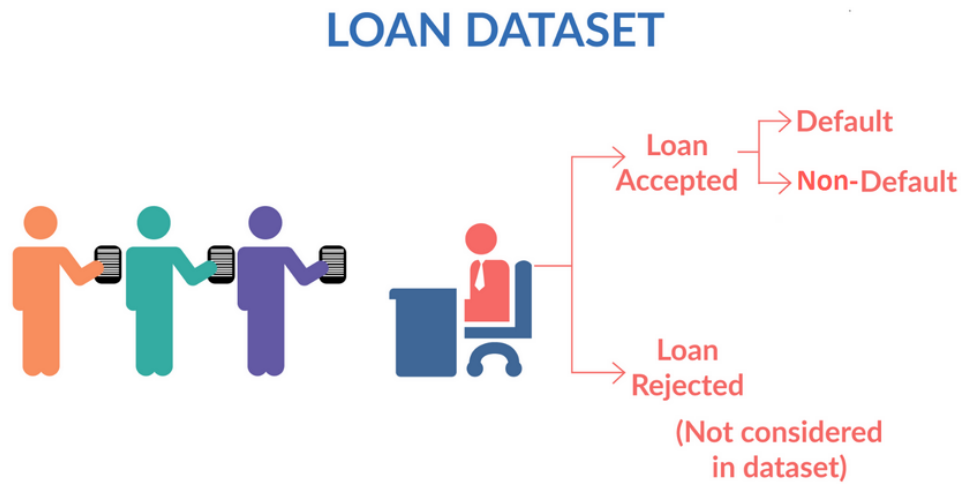 LOAN DATASET
Loan
Accepted
Default
Non-Default
Loan
Rejected
(Not considered
in dataset)